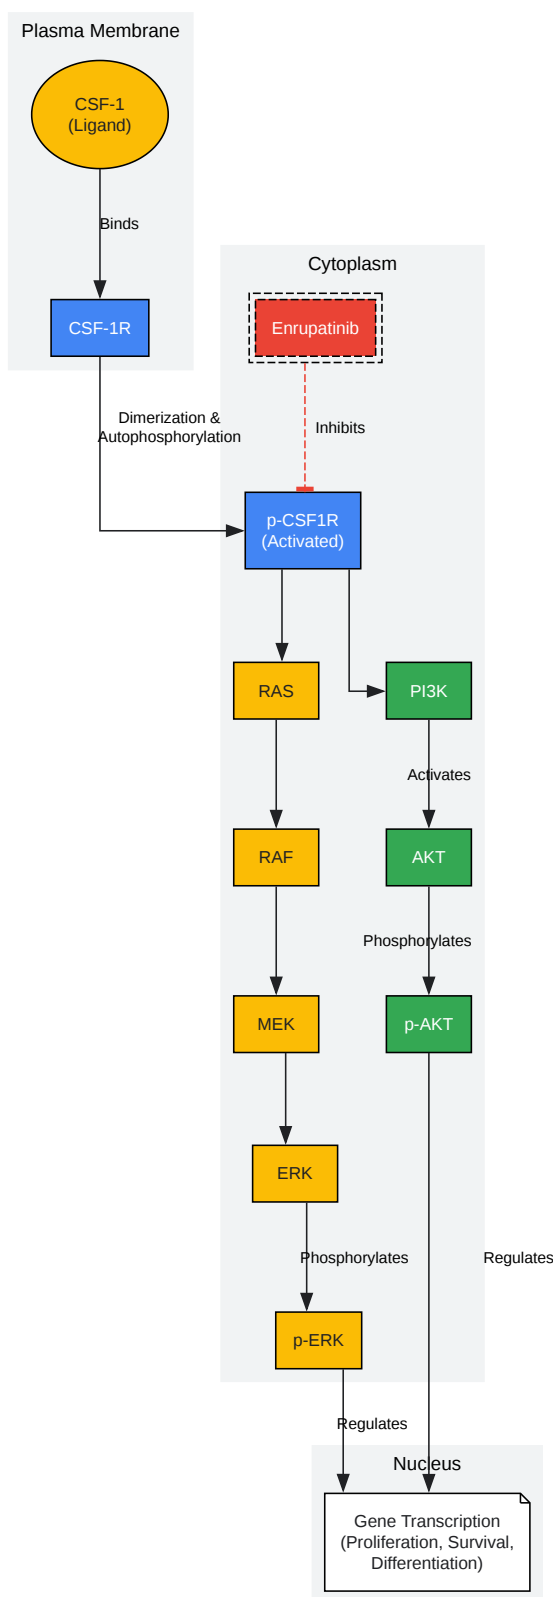 Plasma Membrane
CSF-1
(Ligand)
Binds
CSF-1R
Cytoplasm
Enrupatinib
Dimerization &
Autophosphorylation
Inhibits
p-CSF1R
(Activated)
RAS
PI3K
Activates
RAF
AKT
Phosphorylates
MEK
p-AKT
ERK
Phosphorylates
Regulates
p-ERK
Regulates
Nucleus
Gene Transcription
(Proliferation, Survival,
Differentiation)